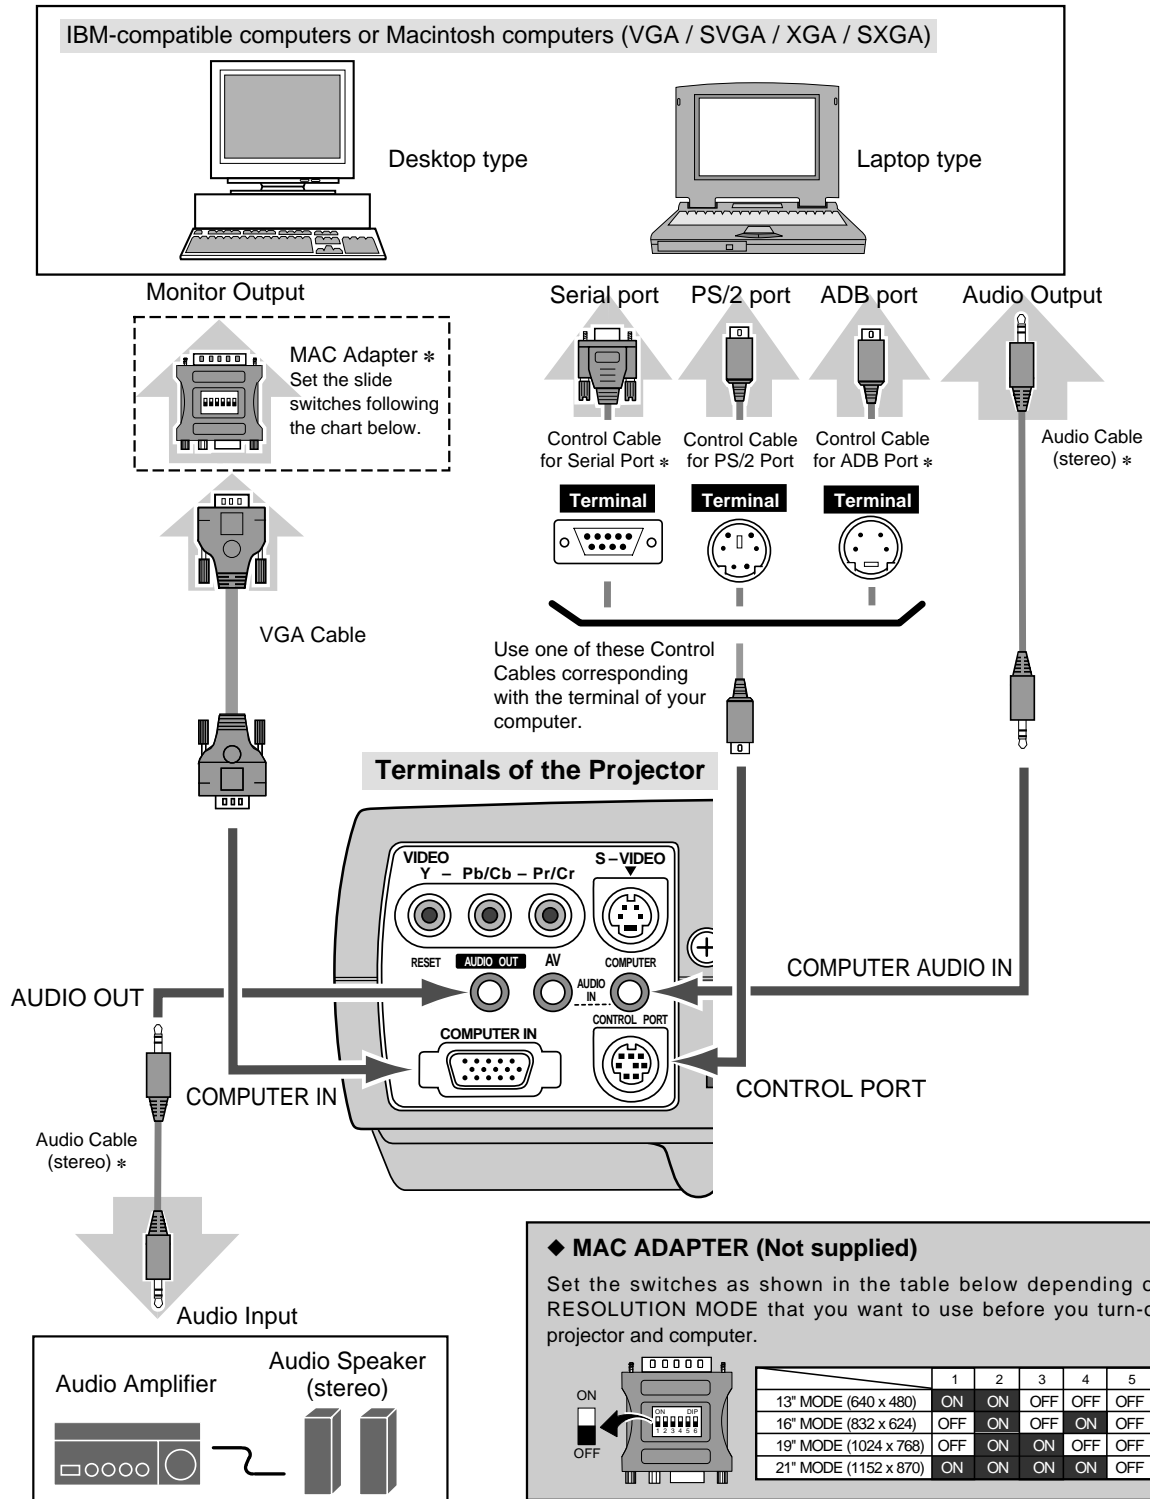 IBM-compatible computers or Macintosh computers (VGA / SVGA / XGA / SXGA)
Desktop type
Laptop type
Monitor Output
Serial port
PS/2 port
ADB port
Audio Output
MAC Adapter *
Set the slide
switches following
the chart below.
Control Cable
for Serial Port *
Control Cable
for PS/2 Port
Control Cable
for ADB Port *
Audio Cable
(stereo) *
Terminal
Terminal
Terminal
VGA Cable
Use one of these Control
Cables corresponding
with the terminal of your
computer.
Terminals of the Projector
VIDEO
Y – Pb/Cb – Pr/Cr
S–VIDEO
RESET
AUDIO OUT
AV
COMPUTER
AUDIO
IN
COMPUTER AUDIO IN
AUDIO OUT
CONTROL PORT
COMPUTER IN
COMPUTER IN
CONTROL PORT
Audio Cable
(stereo) *
Audio Input
Audio Amplifier
Audio Speaker
(stereo)
◆ MAC ADAPTER (Not supplied)
Set the switches as shown in the table below depending
RESOLUTION MODE that you want to use before you
projector and computer.
ON
OFF
ON DIP
1 2 3 4 5 6
1 2 3 4 5
13" MODE (640 x 480) ON ON OFF OFF OFF
16" MODE (832 x 624) OFF ON OFF ON OFF
19" MODE (1024 x 768) OFF ON ON OFF OFF
21" MODE (1152 x 870) ON ON ON ON OFF